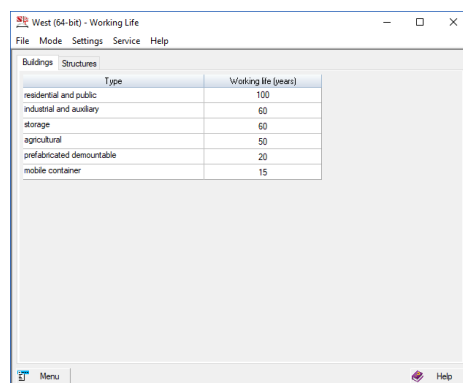 West (64-bit) - Working Life
File Mode Settings Service Help
Buildings Structures
Type Working life (years)
residential and public 100
industrial and auxiliary 60
storage 60
agricultural 50
prefabricated demountable 20
mobile container 15
Menu Help